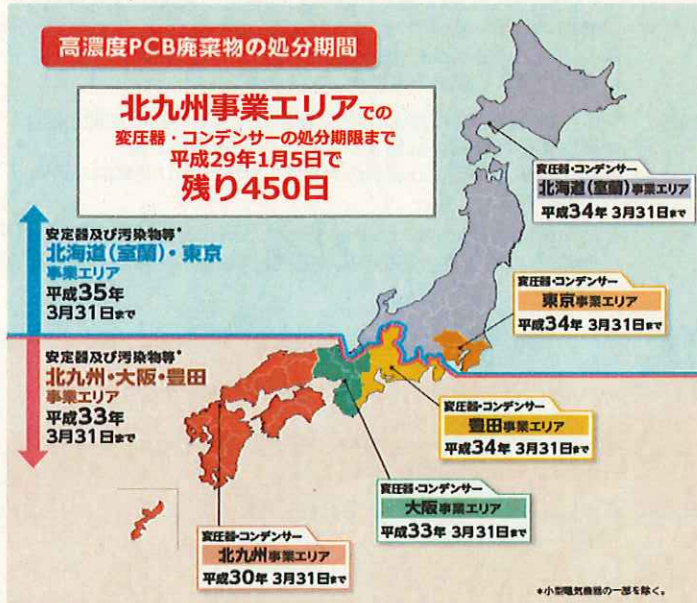 高濃度PCB廃棄物の処分期間
北九州事業エリアでの
変圧器・コンデンサーの処分期限まで
平成29年1月5日で
残り450日
変圧器・コンデンサー
北海道(室蘭)事業エリア
平成34年 3月31日まで
安定器及び汚染物等*
北海道(室蘭)・東京
事業エリア
平成35年
3月31日まで
変圧器・コンデンサー
東京事業エリア
平成34年 3月31日まで
安定器及び汚染物等*
北九州・大阪・豊田
事業エリア
平成33年
3月31日まで
変圧器・コンデンサー
豊田事業エリア
平成34年 3月31日まで
変圧器・コンデンサー
大阪事業エリア
平成33年 3月31日まで
変圧器・コンデンサー
北九州事業エリア
平成30年 3月31日まで
*小型電気機器の一部を除く。